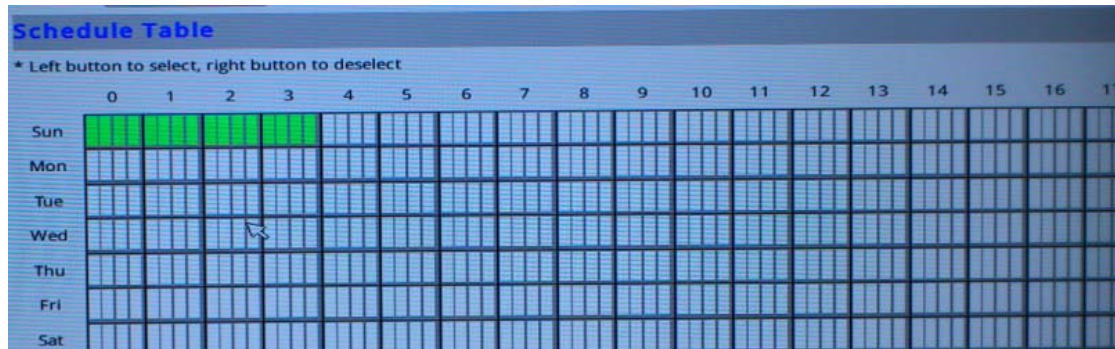 Schedule Table
* Left button to select, right button to deselect
0 1 2 3 4 5 6 7 8 9 10 11 12 13 14 15 16
Sun
Mon
Tue
Wed
Thu
Fri
Sat